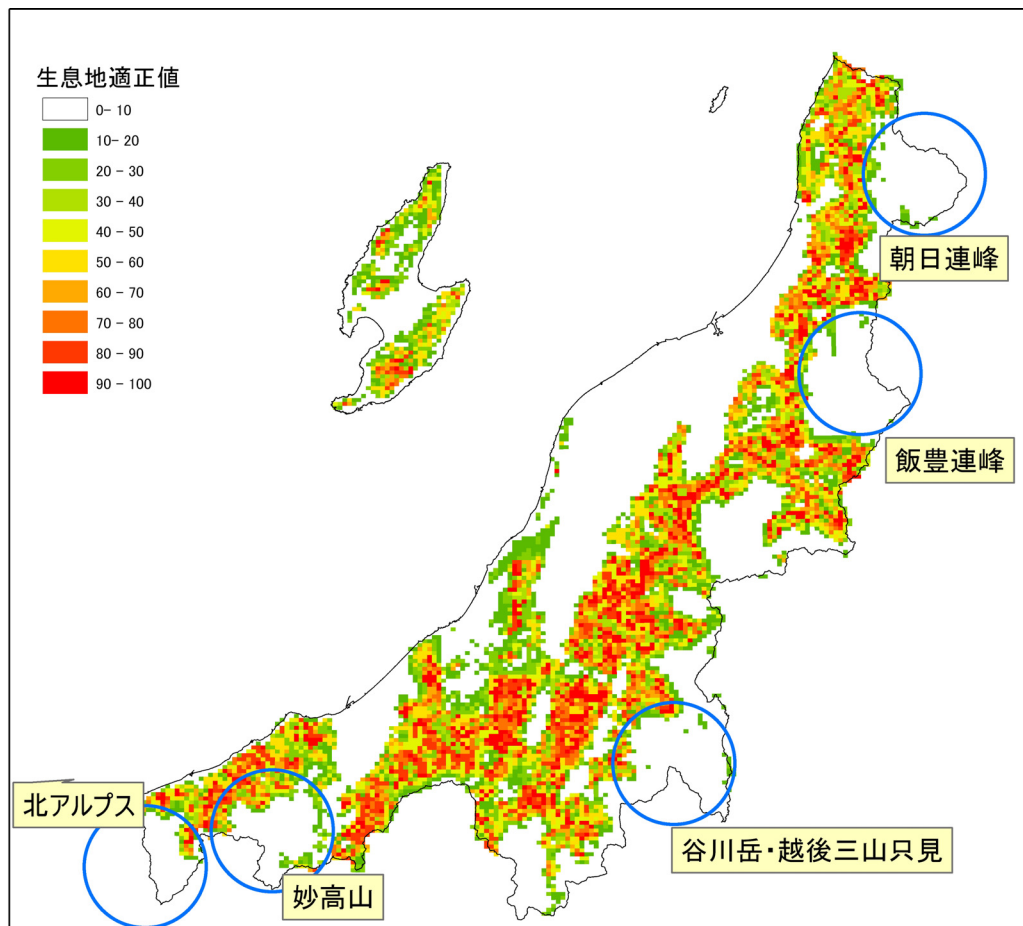 生息地適正値
0- 10
10- 20
20 - 30
30 - 40
40 - 50
50 - 60
60 - 70
70 - 80
80 - 90
90 - 100
朝日連峰
飯豊連峰
北アルプス
谷川岳・越後三山只見
妙高山